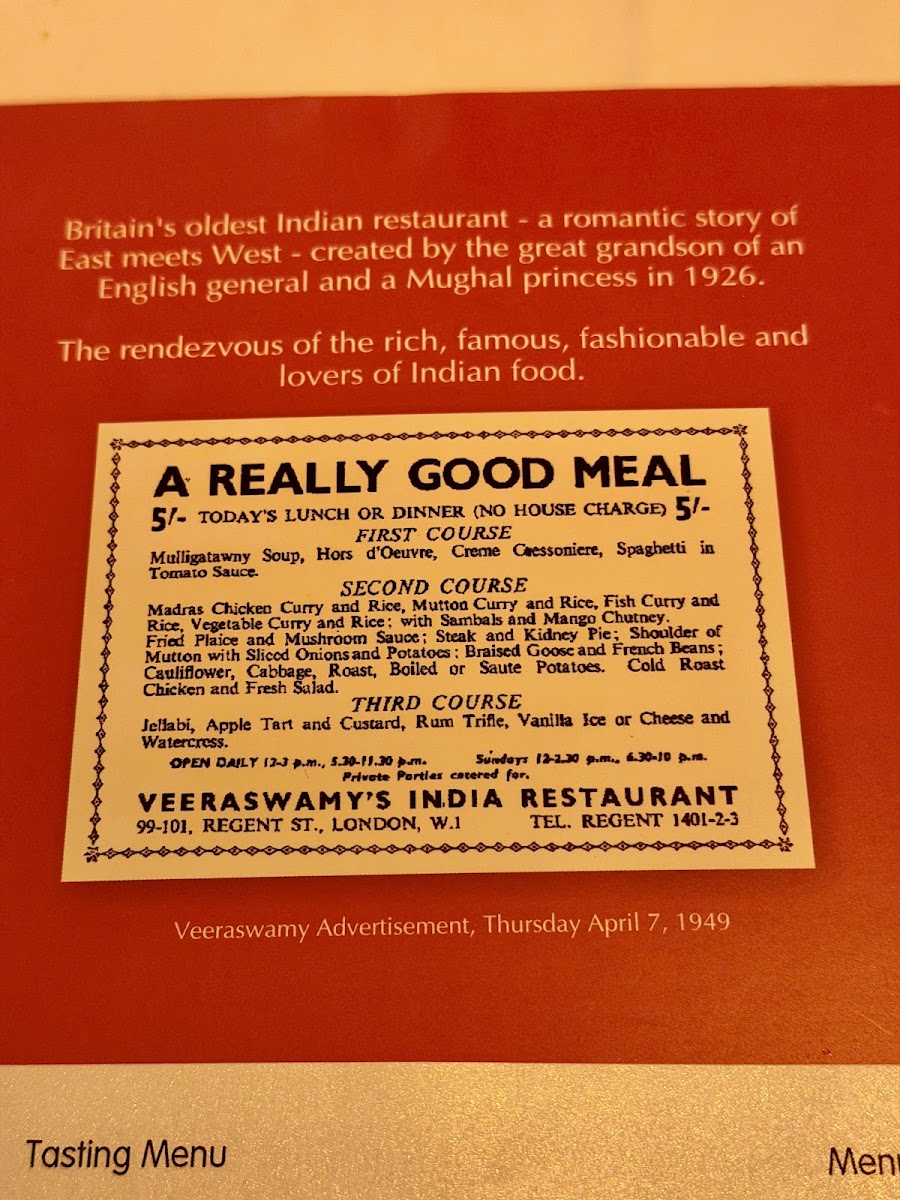 Britain's oldest Indian restaurant - a romantic story of
East meets West - created by the great grandson of an
English general and a Mughal princess in 1926.
The rendezvous of the rich, famous, fashionable and
lovers of Indian food.
A REALLY GOOD MEAL
5/- TODAY'S LUNCH OR DINNER (NO HOUSE CHARGE) 5/-
FIRST COURSE
Mulligatawny Soup, Hors d'Oeuvre, Creme Cressoniere, Spaghetti in
Tomato Sauce.
SECOND COURSE
Madras Chicken Curry and Rice, Mutton Curry and Rice, Fish Curry and
Rice, Vegetable Curry and Rice; with Sambals and Mango Chutney.
Fried Plaice and Mushroom Sauce; Steak and Kidney Pie; Shoulder of
Mutton with Sliced Onions and Potatoes; Braised Goose and French Beans;
Cauliflower, Cabbage, Roast, Boiled or Saute Potatoes. Cold Roast
Chicken and Fresh Salad.
THIRD COURSE
Jellabi, Apple Tart and Custard, Rum Trifle, Vanilla Ice or Cheese and
Watercress.
OPEN DAILY 12-3 p.m., 5.30-11.30 p.m. Sundays 12-2.30 p.m., 6.30-10 p.m.
Private Parties catered for.
VEERASWAMY'S INDIA RESTAURANT
99-101, REGENT ST., LONDON, W.1 TEL. REGENT 1401-2-3
Veeraswamy Advertisement, Thursday April 7, 1949
Tasting Menu Menu